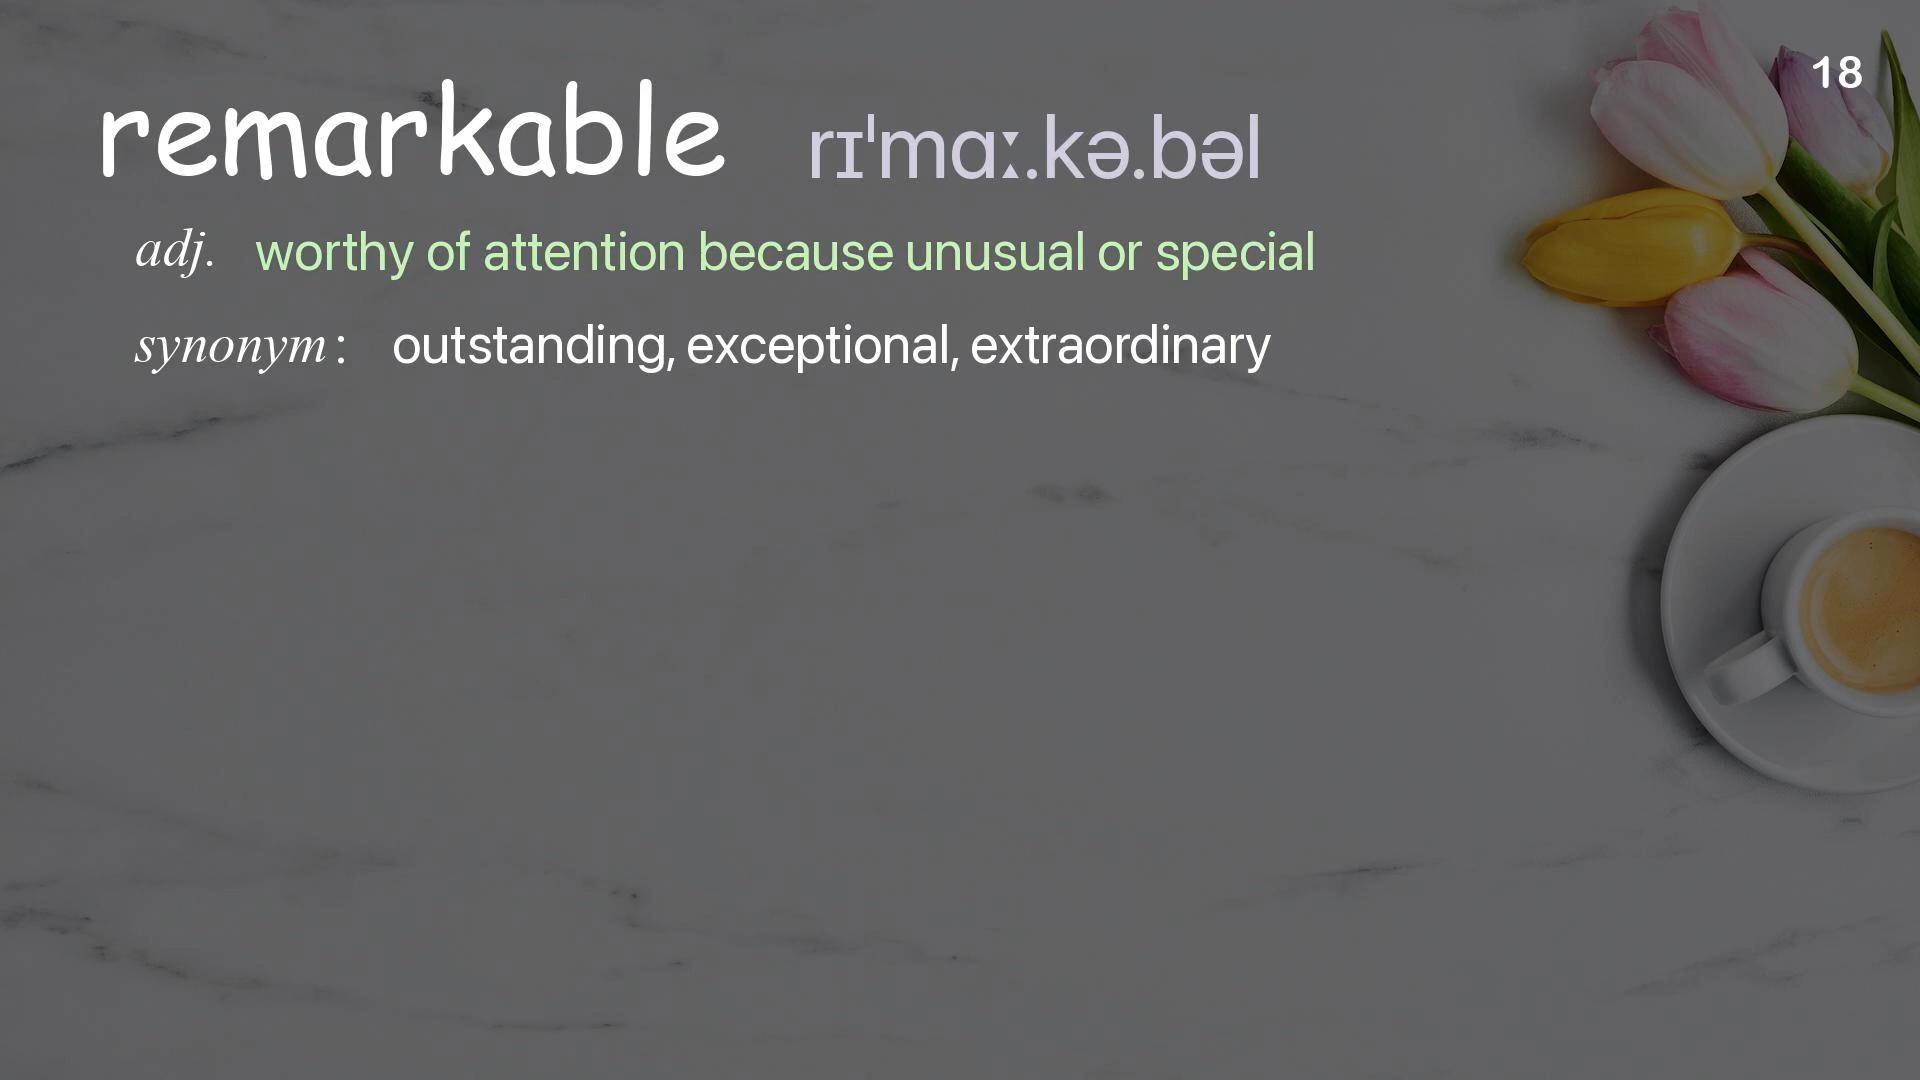 18
remarkable rɪˈmɑː.kə.bəl
adj. worthy of attention because unusual or special
synonym : outstanding, exceptional, extraordinary